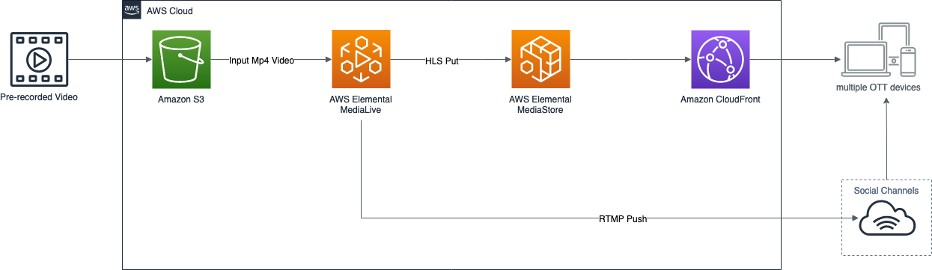 aws
AWS Cloud
Pre-recorded Video
Amazon S3
Input Mp4 Video
AWS Elemental
MediaLive
HLS Put
AWS Elemental
MediaStore
Amazon CloudFront
multiple OTT devices
Social Channels
RTMP Push